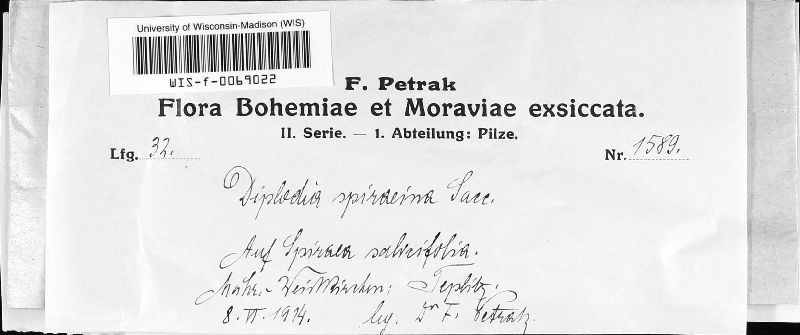 University of Wisconsin-Madison (WIS)
WIS-f-0069022
F. Petrak
Flora Bohemiae et Moraviae exsiccata.
II. Serie. — 1. Abteilung: Pilze.
Lfg. 32. Nr. 1589.
Diplodia spiraeina Sacc.
Auf Spiraea salicifolia.
Mähr.-Weißkirchen: Teplitz.
8. VI. 1914. leg. Dr F. Petrak.